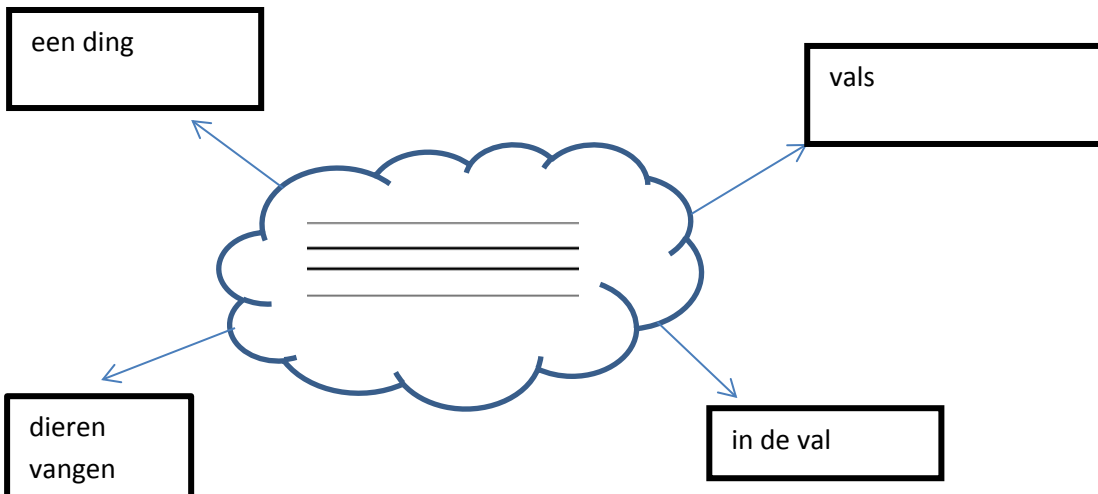 een ding
vals
dieren
vangen
in de val